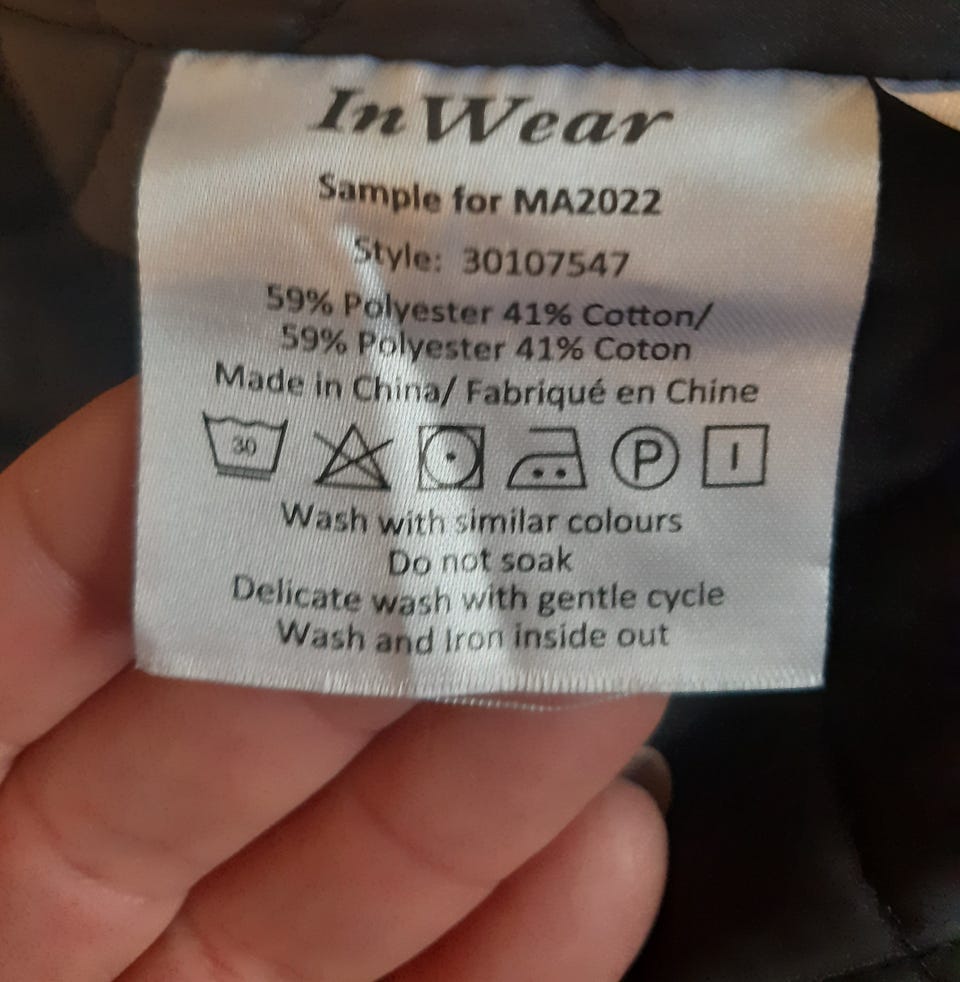 InWear
Sample for MA2022
Style: 30107547
59% Polyester 41% Cotton/
59% Polyester 41% Coton
Made in China/ Fabriqué en Chine
30 P
Wash with similar colours
Do not soak
Delicate wash with gentle cycle
Wash and Iron inside out